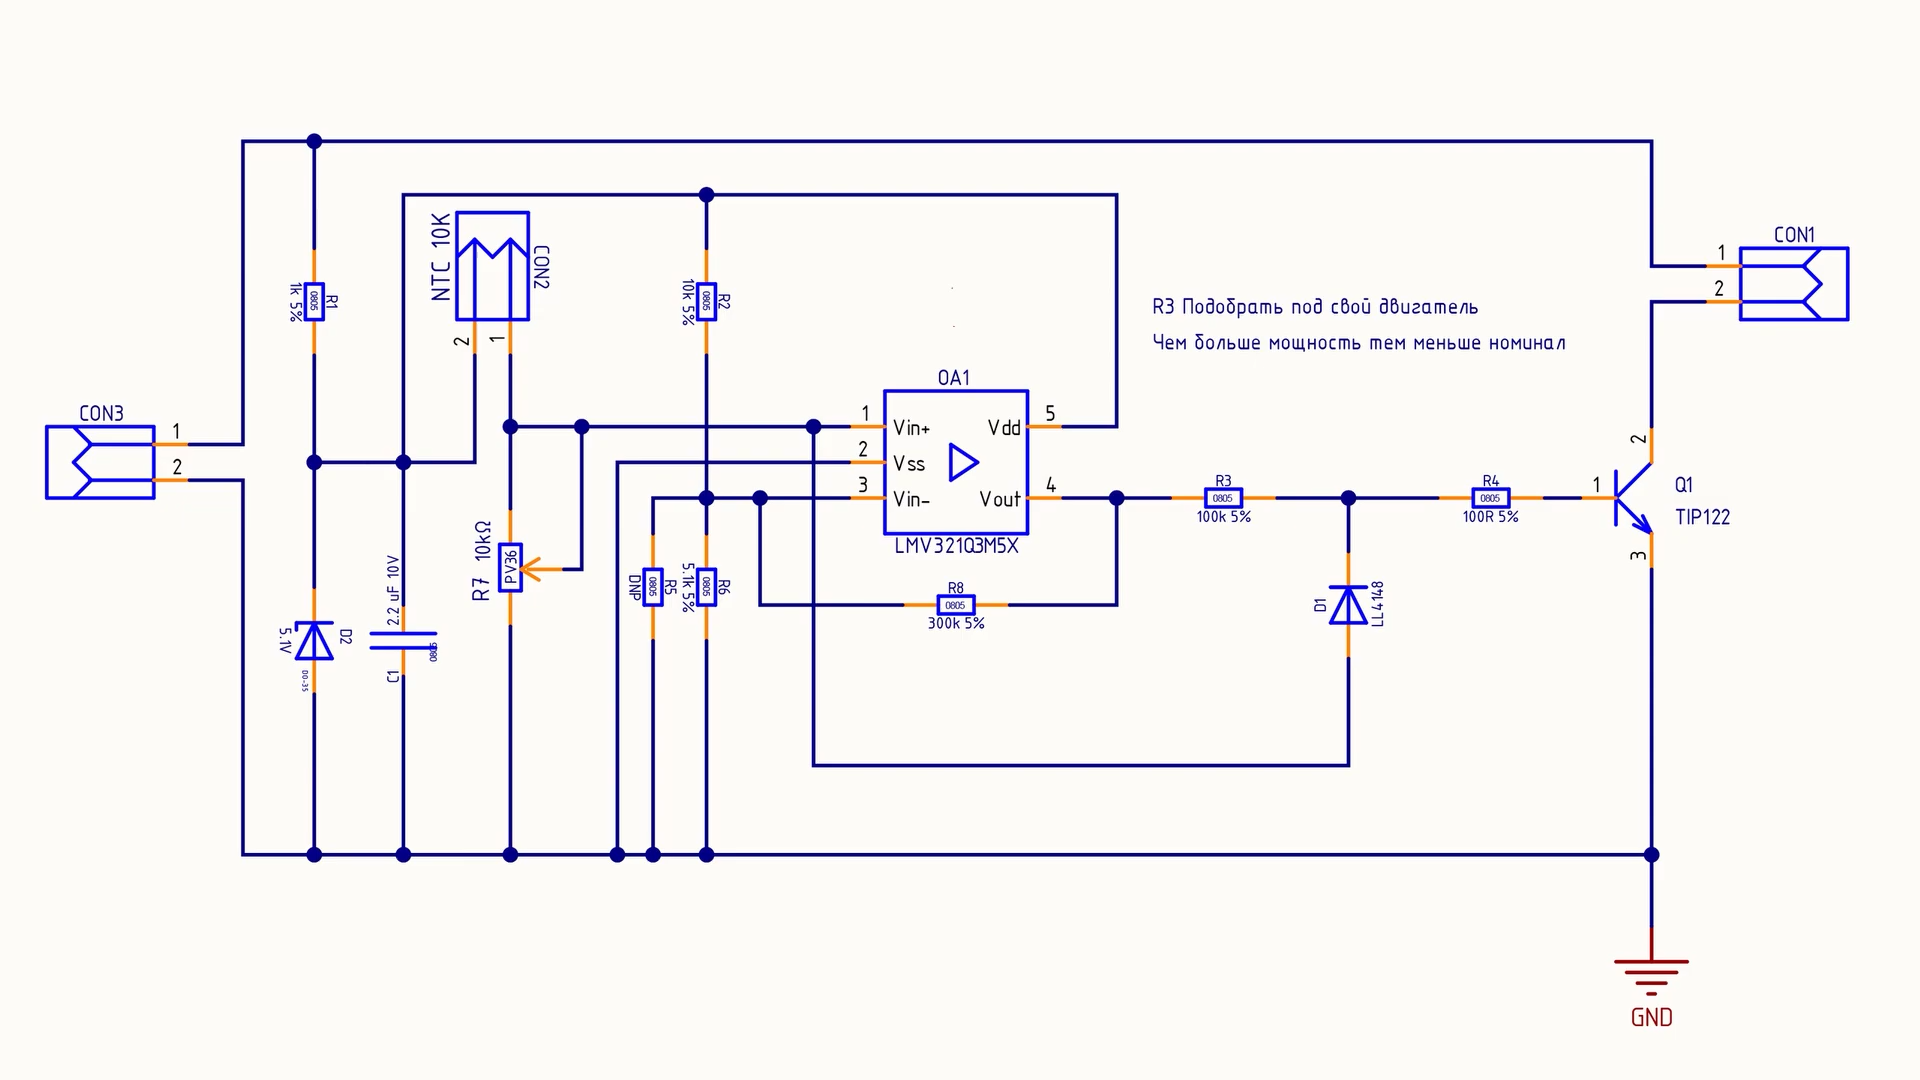 CON3
1
2
R1
1k 5%
0805
D2
5.1V
DO-35
2.2 uF 10V
C1
0805
NTC 10K
CON2
2
1
R7 10kΩ
PV36
R2
10k 5%
0805
DNP
R5
0805
5.1k 5%
R6
0805
OA1
1
2
3
5
4
Vin+
Vss
Vin-
Vdd
Vout
LMV321Q3M5X
R8
0805
300k 5%
R3 Подобрать под свой двигатель
Чем больше мощность тем меньше номинал
R3
0805
100k 5%
R4
0805
100R 5%
D1
LL4148
CON1
1
2
2
1
3
Q1
TIP122
GND